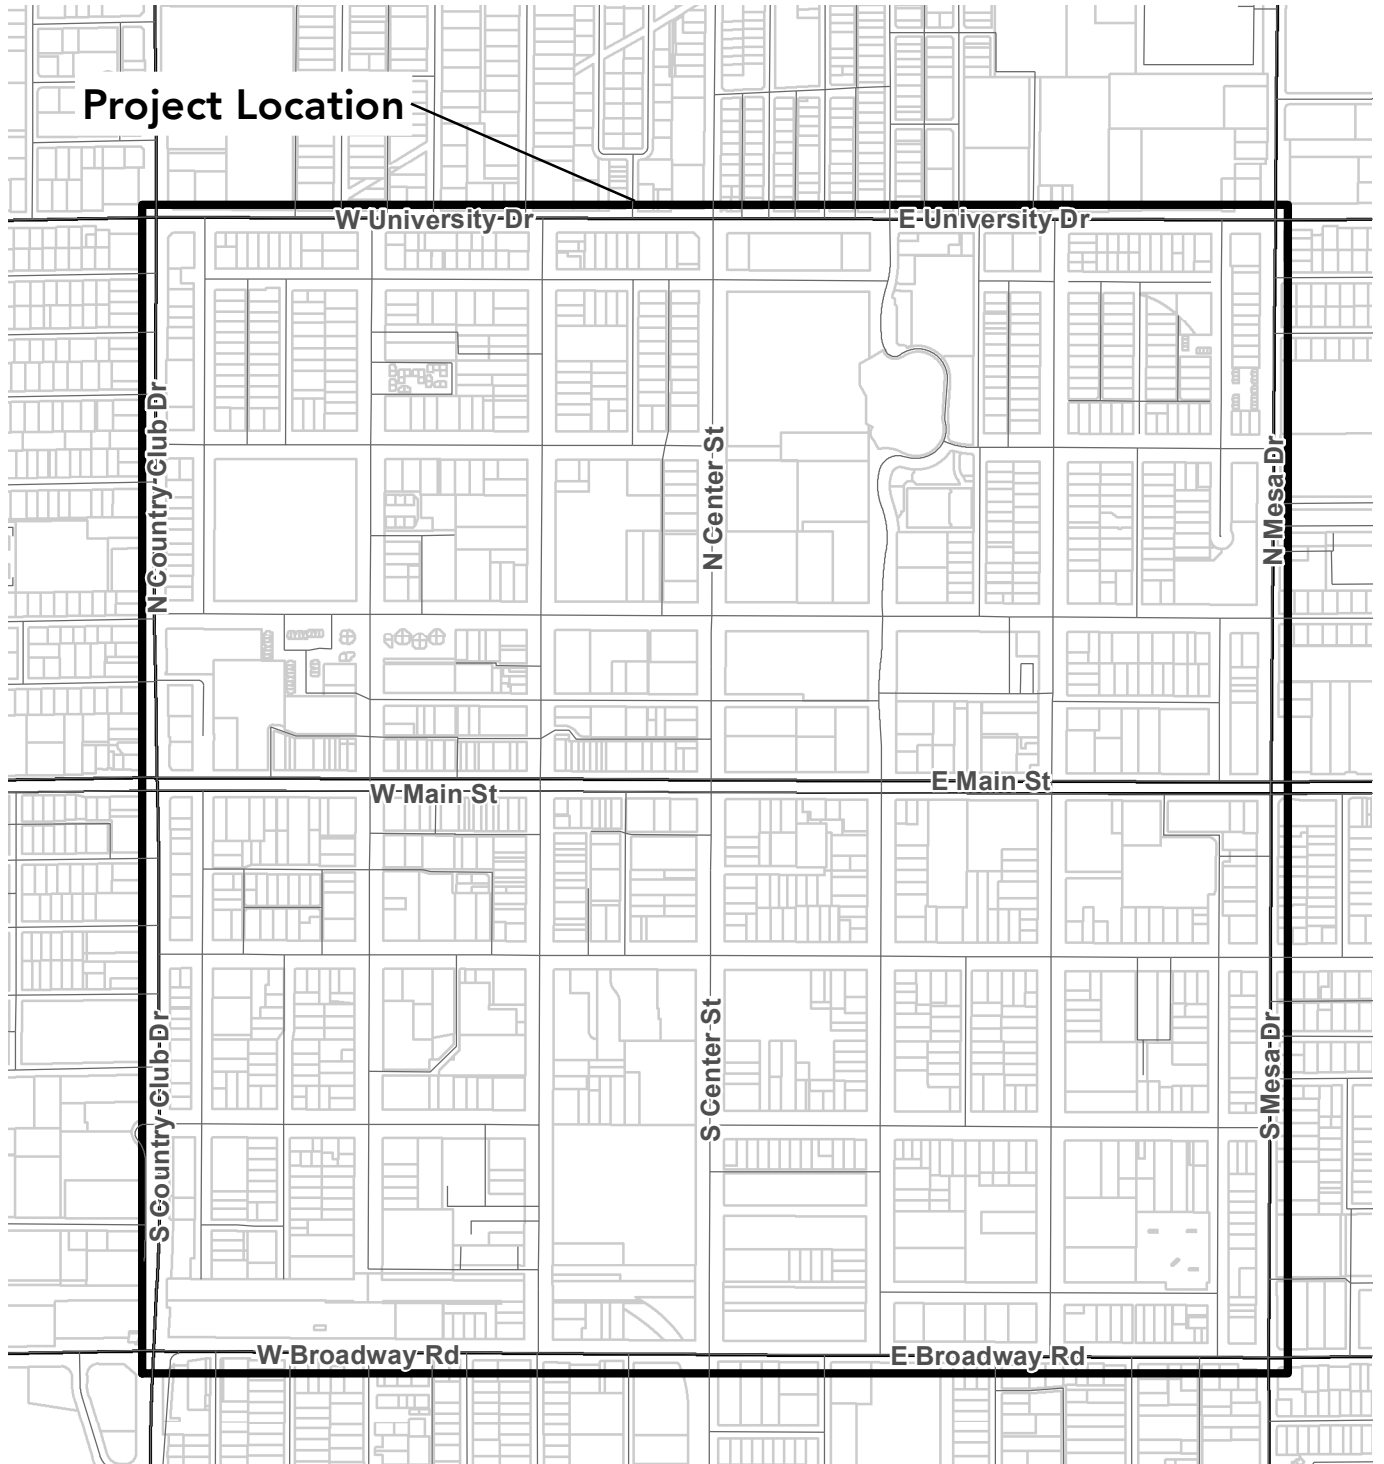 Project Location
W University Dr
E University Dr
N Country Club Dr
N Center St
N Mesa Dr
W Main St
E Main St
S Country Club Dr
S Center St
S Mesa Dr
W Broadway Rd
E Broadway Rd